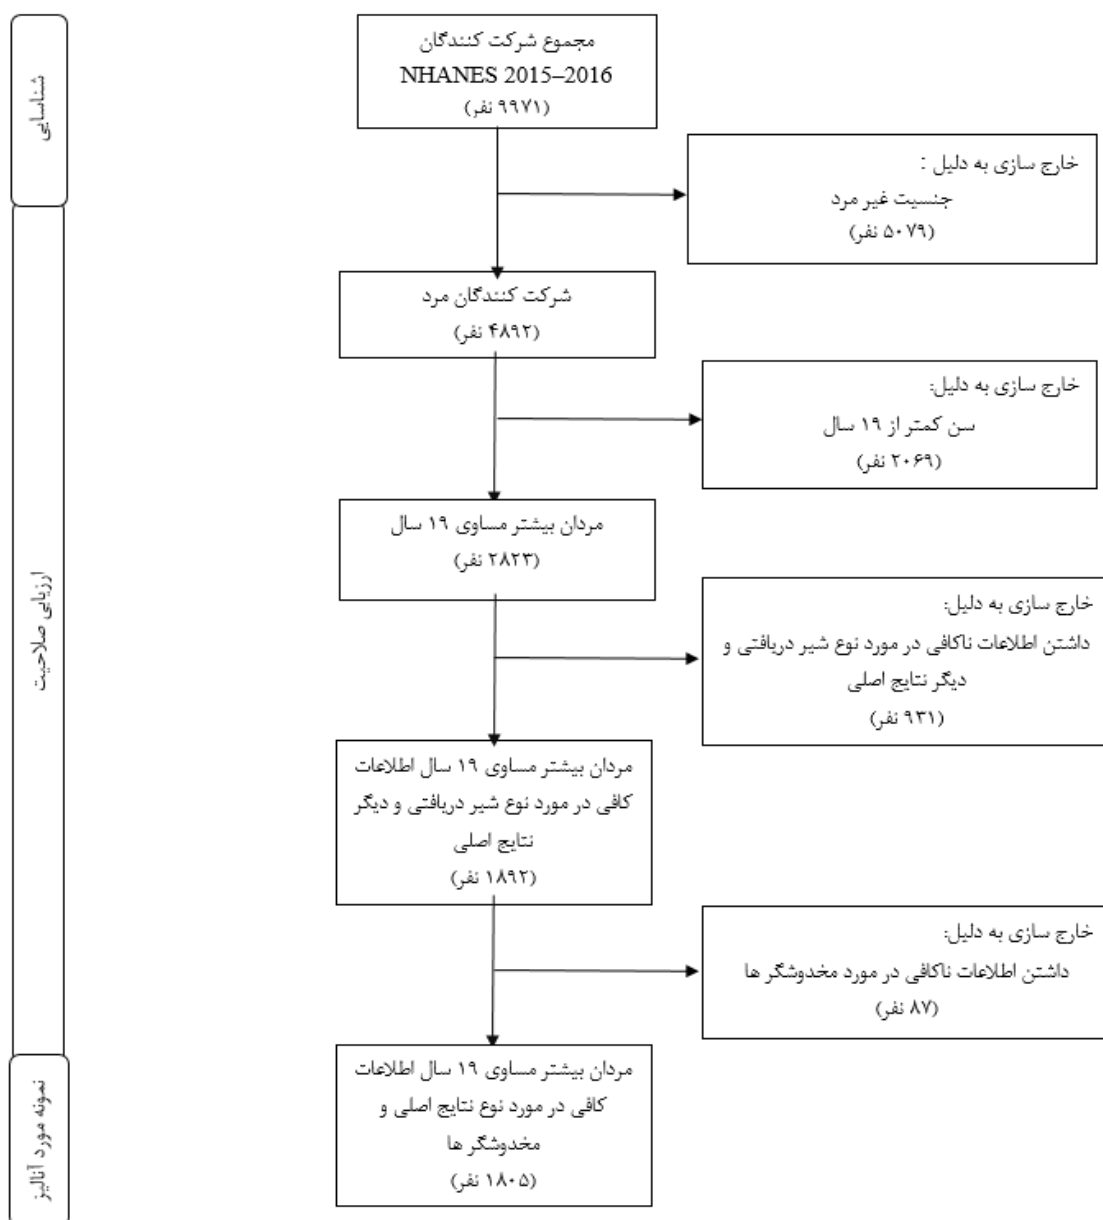 شناسایی
مجموع شرکت کنندگان
NHANES 2015–2016
(۹۹۷۱ نفر)
خارج سازی به دلیل :
جنسیت غیر مرد
(۵۰۷۹ نفر)
شرکت کنندگان مرد
(۴۸۹۲ نفر)
ارزیابی صلاحیت
خارج سازی به دلیل:
سن کمتر از ۱۹ سال
(۲۰۶۹ نفر)
مردان بیشتر مساوی ۱۹ سال
(۲۸۲۳ نفر)
خارج سازی به دلیل:
داشتن اطلاعات ناکافی در مورد نوع شیر دریافتی و
دیگر نتایج اصلی
(۹۳۱ نفر)
مردان بیشتر مساوی ۱۹ سال اطلاعات
کافی در مورد نوع شیر دریافتی و دیگر
نتایج اصلی
(۱۸۹۲ نفر)
خارج سازی به دلیل:
داشتن اطلاعات ناکافی در مورد مخدوشگر ها
(۸۷ نفر)
نمونه مورد آنالیز
مردان بیشتر مساوی ۱۹ سال اطلاعات
کافی در مورد نوع نتایج اصلی و
مخدوشگر ها
(۱۸۰۵ نفر)